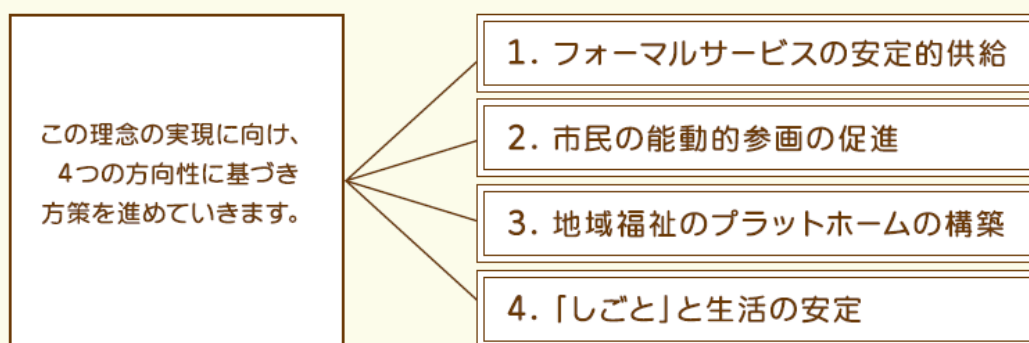 この理念の実現に向け、
4つの方向性に基づき
方策を進めていきます。
1. フォーマルサービスの安定的供給
2. 市民の能動的参画の促進
3. 地域福祉のプラットホームの構築
4.「しごと」と生活の安定